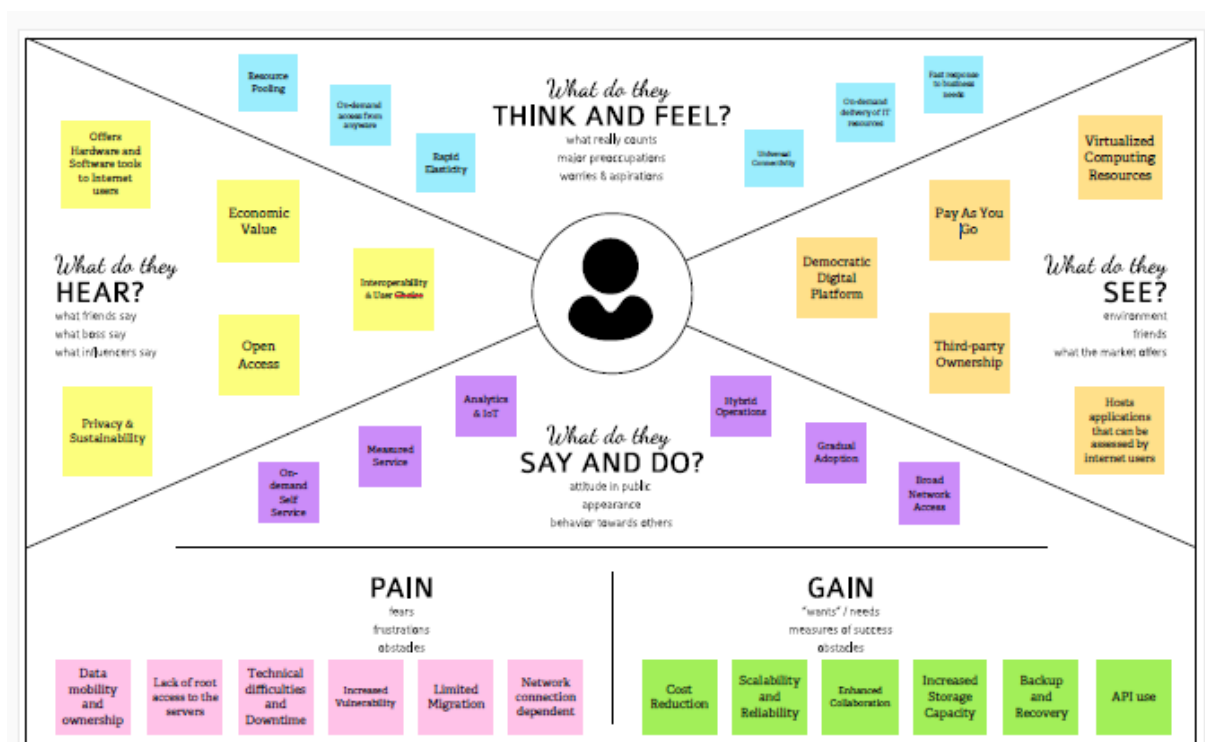 What do they
THINK AND FEEL?
what really counts
major preoccupations
worries & aspirations
Resource
Pooling
On-demand
access from
anyware
Rapid
Elasticity
Universal
Connectivity
On-demand
delivery of IT
resources
Fast response
to business
needs
What do they
HEAR?
what friends say
what boss say
what influencers say
Offers
Hardware and
Software tools
to Internet
users
Economic
Value
Interoperability
& User Choice
Open
Access
Privacy &
Sustainability
What do they
SEE?
environment
friends
what the market offers
Virtualized
Computing
Resources
Pay As You
Go
Democratic
Digital
Platform
Third-party
Ownership
Hosts
applications
that can be
assessed by
internet users
What do they
SAY AND DO?
attitude in public
appearance
behavior towards others
Analytics
& IoT
Measured
Service
On-
demand
Self
Service
Hybrid
Operations
Gradual
Adoption
Broad
Network
Access
PAIN
fears
frustrations
obstacles
Data
mobility
and
ownership
Lack of root
access to the
servers
Technical
difficulties
and
Downtime
Increased
Vulnerability
Limited
Migration
Network
connection
dependent
GAIN
"wants" / needs
measures of success
obstacles
Cost
Reduction
Scalability
and
Reliability
Enhanced
Collaboration
Increased
Storage
Capacity
Backup
and
Recovery
API use